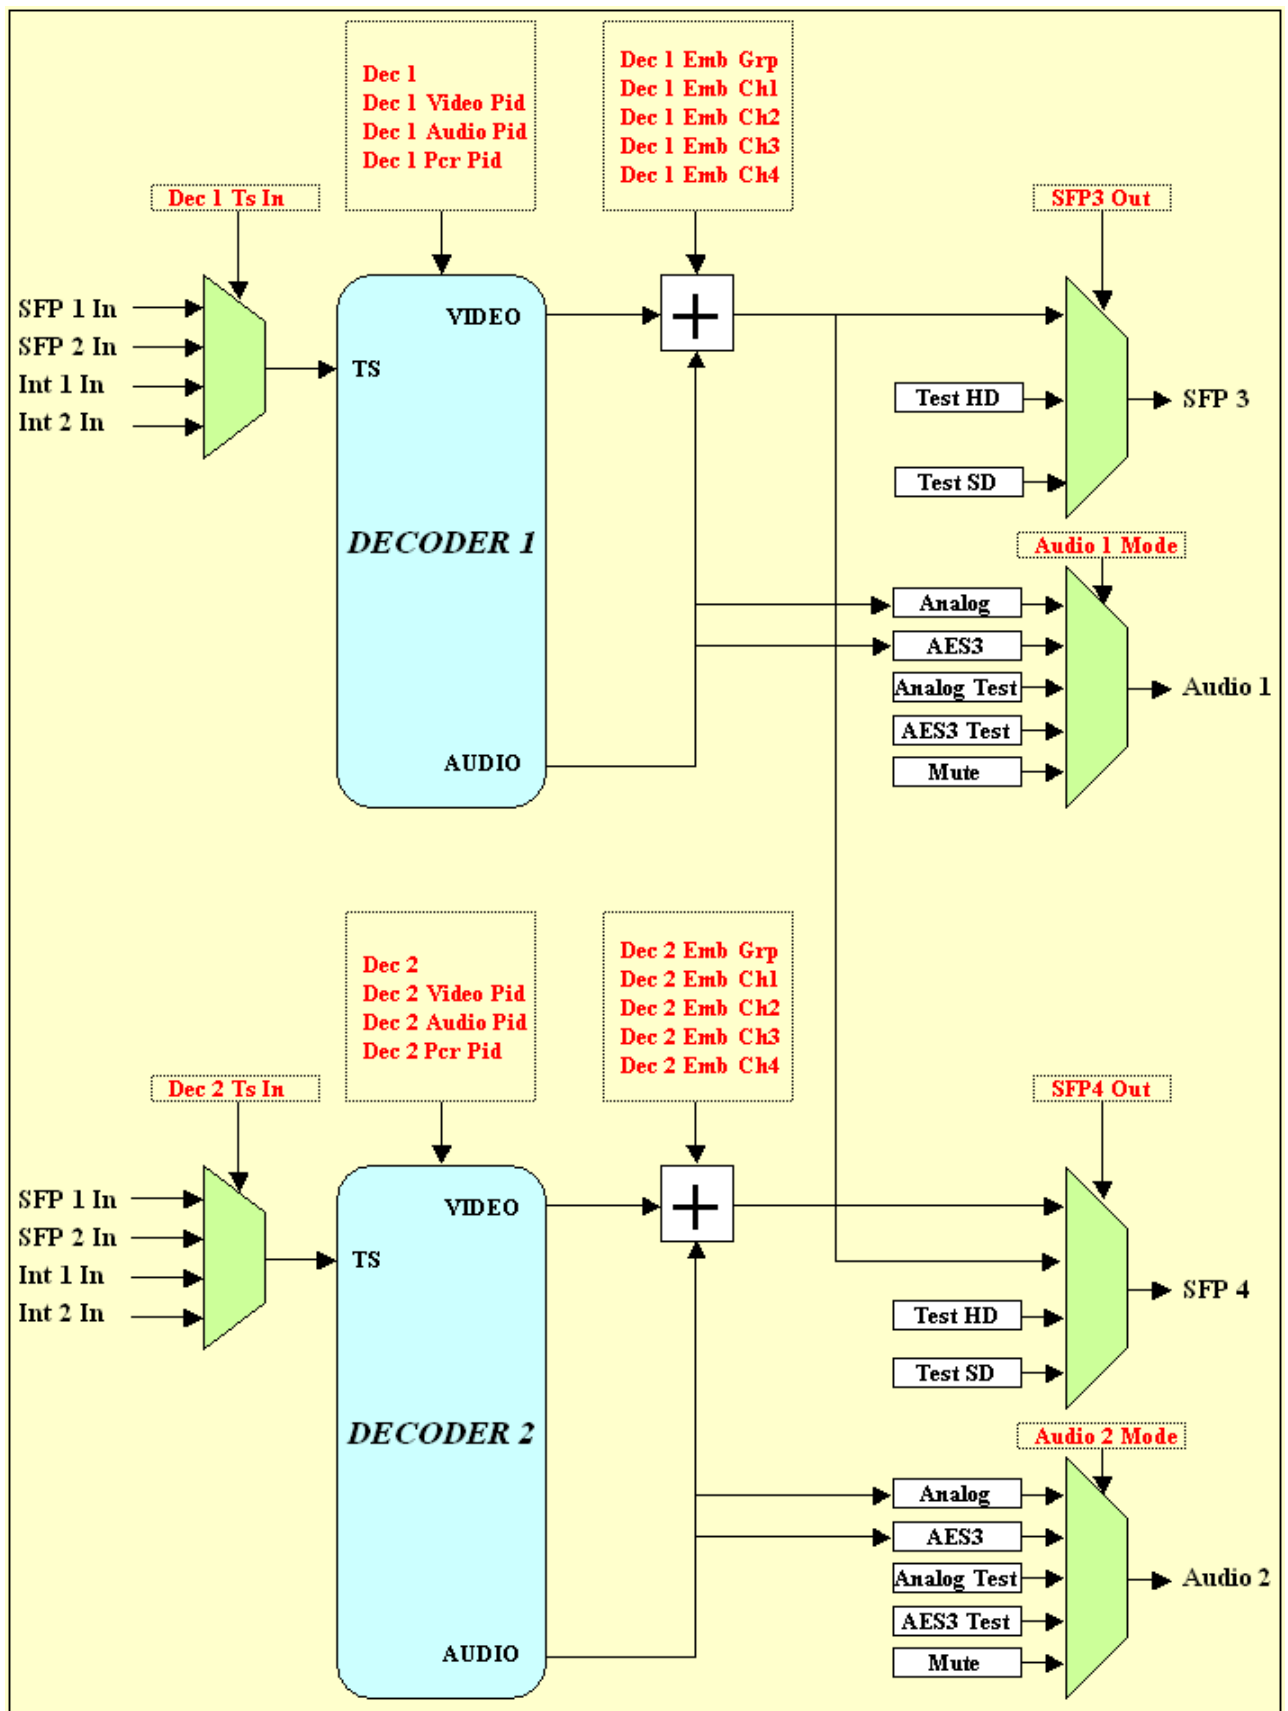 Dec 1
Dec 1 Video Pid
Dec 1 Audio Pid
Dec 1 Pcr Pid
Dec 1 Emb Grp
Dec 1 Emb Ch1
Dec 1 Emb Ch2
Dec 1 Emb Ch3
Dec 1 Emb Ch4
Dec 1 Ts In
SFP3 Out
SFP 1 In
SFP 2 In
Int 1 In
Int 2 In
VIDEO
TS
DECODER 1
AUDIO
Test HD
Test SD
SFP 3
Audio 1 Mode
Analog
AES3
Analog Test
AES3 Test
Mute
Audio 1
Dec 2
Dec 2 Video Pid
Dec 2 Audio Pid
Dec 2 Pcr Pid
Dec 2 Emb Grp
Dec 2 Emb Ch1
Dec 2 Emb Ch2
Dec 2 Emb Ch3
Dec 2 Emb Ch4
Dec 2 Ts In
SFP4 Out
SFP 1 In
SFP 2 In
Int 1 In
Int 2 In
VIDEO
TS
DECODER 2
AUDIO
Test HD
Test SD
SFP 4
Audio 2 Mode
Analog
AES3
Analog Test
AES3 Test
Mute
Audio 2